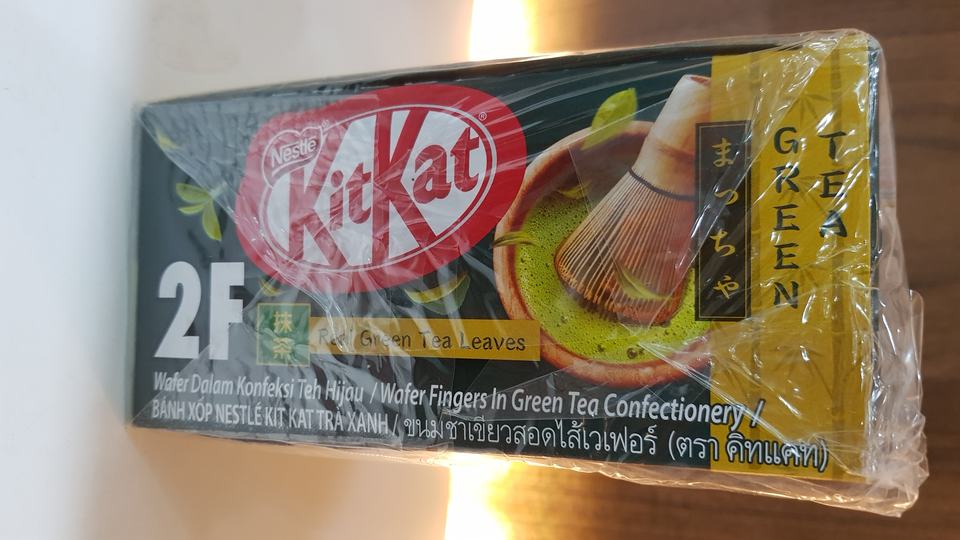 Nestlé
KitKat®
2F
抹
茶
Real Green Tea Leaves
まっちゃ
GREEN
TEA
Wafer Dalam Konfeksi Teh Hijau / Wafer Fingers In Green Tea Confectionery /
BÁNH XỐP NESTLÉ KIT KAT TRÀ XANH / ขนมชาเขียวสอดไส้เวเฟอร์ (ตรา คิทแคท)